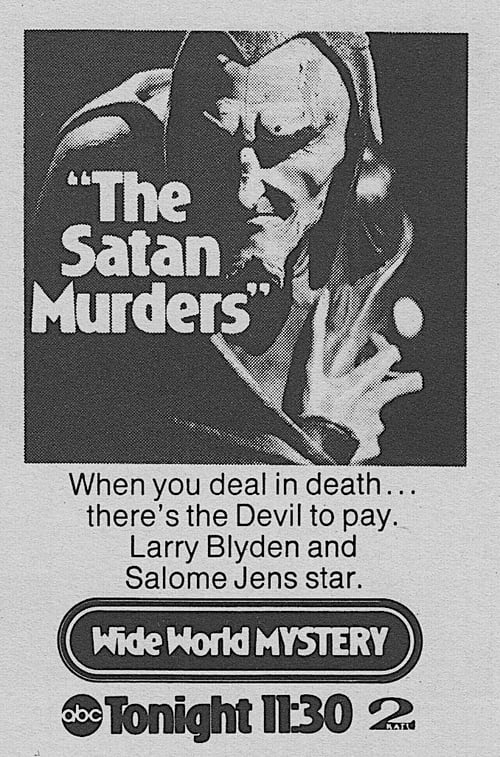 “The
Satan
Murders”
When you deal in death...
there's the Devil to pay.
Larry Blyden and
Salome Jens star.
Wide World MYSTERY
abc Tonight 11:30 2
KATU